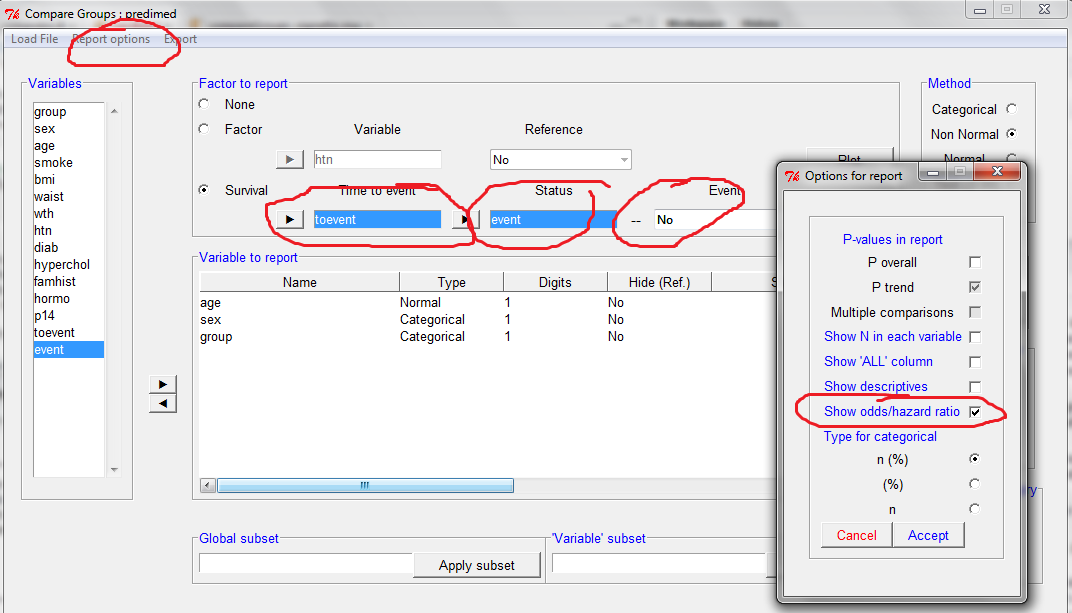 Compare Groups : predimed
Load File Report options Export
Variables
group
sex
age
smoke
bmi
waist
wth
htn
diab
hyperchol
famhist
hormo
p14
toevent
event
Factor to report
None
Factor Variable Reference
htn No
Survival Time to event Status Event
toevent event -- No
Plot
Method
Categorical
Non Normal
Normal
Variable to report
Name Type Digits Hide (Ref.) S
age Normal 1 No
sex Categorical 1 No
group Categorical 1 No
Global subset
Apply subset
'Variable' subset
Options for report
P-values in report
P overall
P trend
Multiple comparisons
Show N in each variable
Show 'ALL' column
Show descriptives
Show odds/hazard ratio
Type for categorical
n (%)
(%)
n
Cancel Accept